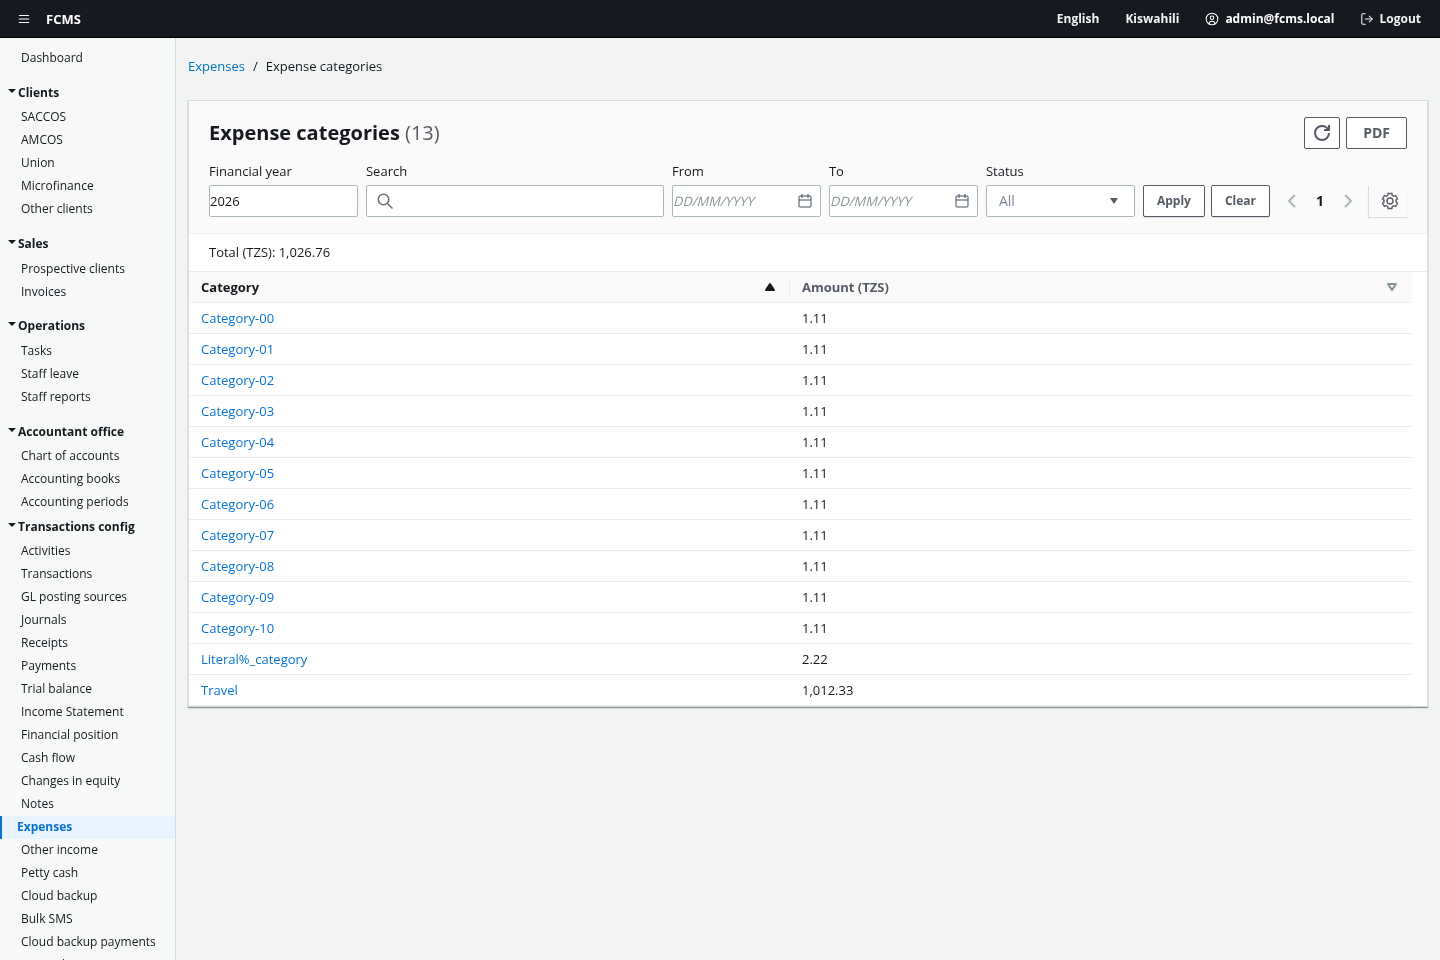 FCMS
English Kiswahili admin@fcms.local Logout
Dashboard
Clients
SACCOS
AMCOS
Union
Microfinance
Other clients
Sales
Prospective clients
Invoices
Operations
Tasks
Staff leave
Staff reports
Accountant office
Chart of accounts
Accounting books
Accounting periods
Transactions config
Activities
Transactions
GL posting sources
Journals
Receipts
Payments
Trial balance
Income Statement
Financial position
Cash flow
Changes in equity
Notes
Expenses
Other income
Petty cash
Cloud backup
Bulk SMS
Cloud backup payments
Expenses / Expense categories
Expense categories (13)
PDF
Financial year Search From To Status
2026 DD/MM/YYYY DD/MM/YYYY All Apply Clear 1
Total (TZS): 1,026.76
Category Amount (TZS)
Category-00 1.11
Category-01 1.11
Category-02 1.11
Category-03 1.11
Category-04 1.11
Category-05 1.11
Category-06 1.11
Category-07 1.11
Category-08 1.11
Category-09 1.11
Category-10 1.11
Literal%_category 2.22
Travel 1,012.33